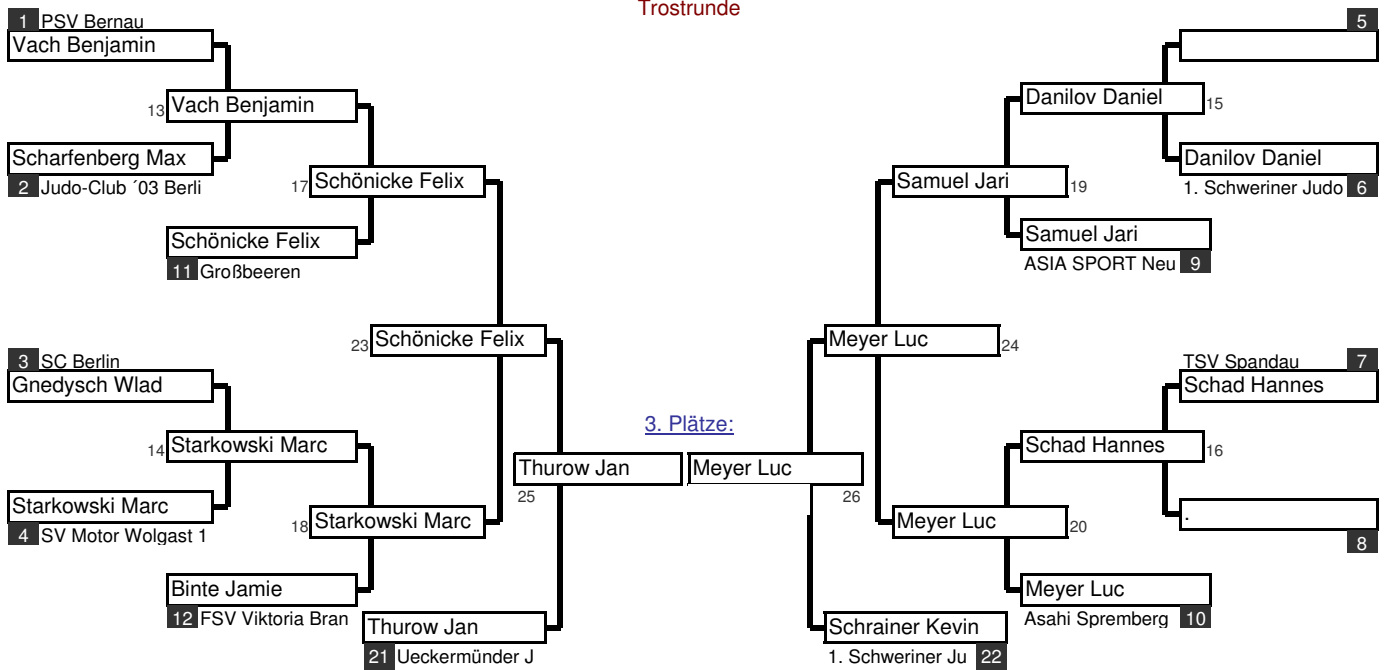 Trostrunde
1 PSV Bernau
Vach Benjamin
13 Vach Benjamin
Scharfenberg Max
2 Judo-Club ´03 Berli
17 Schönicke Felix
Schönicke Felix
11 Großbeeren
23 Schönicke Felix
3 SC Berlin
Gnedysch Wlad
14 Starkowski Marc
Starkowski Marc
4 SV Motor Wolgast 1
18 Starkowski Marc
Binte Jamie
12 FSV Viktoria Bran
Thurow Jan
21 Ueckermünder J
3. Plätze:
Thurow Jan
25
Meyer Luc
26
5
Danilov Daniel 15
Danilov Daniel
1. Schweriner Judo 6
Samuel Jari 19
Samuel Jari
ASIA SPORT Neu 9
Meyer Luc 24
TSV Spandau 7
Schad Hannes
Schad Hannes 16
.
8
Meyer Luc 20
Meyer Luc
Asahi Spremberg 10
Schrainer Kevin
1. Schweriner Ju 22